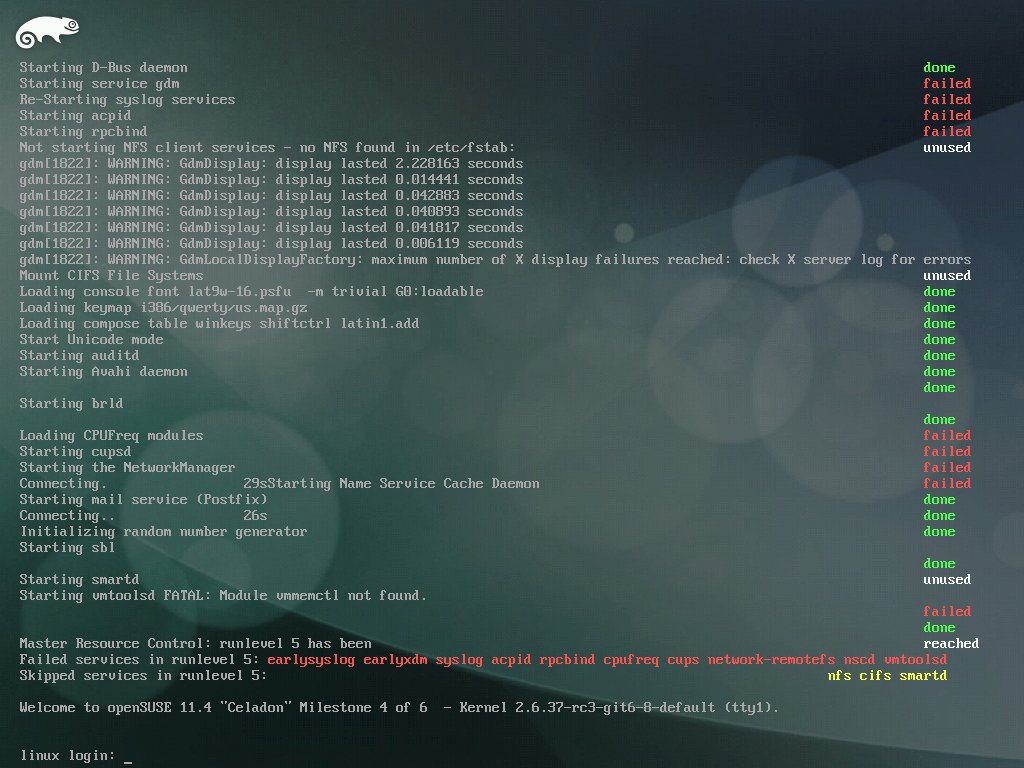 Starting D-Bus daemon done
Starting service gdm failed
Re-Starting syslog services failed
Starting acpid failed
Starting rpcbind failed
Not starting NFS client services - no NFS found in /etc/fstab: unused
gdm[1822]: WARNING: GdmDisplay: display lasted 2.228163 seconds
gdm[1822]: WARNING: GdmDisplay: display lasted 0.014441 seconds
gdm[1822]: WARNING: GdmDisplay: display lasted 0.042883 seconds
gdm[1822]: WARNING: GdmDisplay: display lasted 0.040893 seconds
gdm[1822]: WARNING: GdmDisplay: display lasted 0.041817 seconds
gdm[1822]: WARNING: GdmDisplay: display lasted 0.006119 seconds
gdm[1822]: WARNING: GdmLocalDisplayFactory: maximum number of X display failures reached: check X server log for errors
Mount CIFS File Systems unused
Loading console font lat9w-16.psfu  -m trivial G0:loadable done
Loading keymap i386/qwerty/us.map.gz done
Loading compose table winkeys shiftctrl latin1.add done
Start Unicode mode done
Starting auditd done
Starting Avahi daemon done
done
Starting brld
done
Loading CPUFreq modules failed
Starting cupsd failed
Starting the NetworkManager failed
Connecting. 29sStarting Name Service Cache Daemon failed
Starting mail service (Postfix) done
Connecting.. 26s done
Initializing random number generator done
Starting sbl
done
Starting smartd unused
Starting vmtoolsd FATAL: Module vmmemctl not found.
failed
done
Master Resource Control: runlevel 5 has been reached
Failed services in runlevel 5: earlysyslog earlyxdm syslog acpid rpcbind cpufreq cups network-remotefs nscd vmtoolsd
Skipped services in runlevel 5: nfs cifs smartd
Welcome to openSUSE 11.4 "Celadon" Milestone 4 of 6  - Kernel 2.6.37-rc3-git6-8-default (tty1).
linux login: _